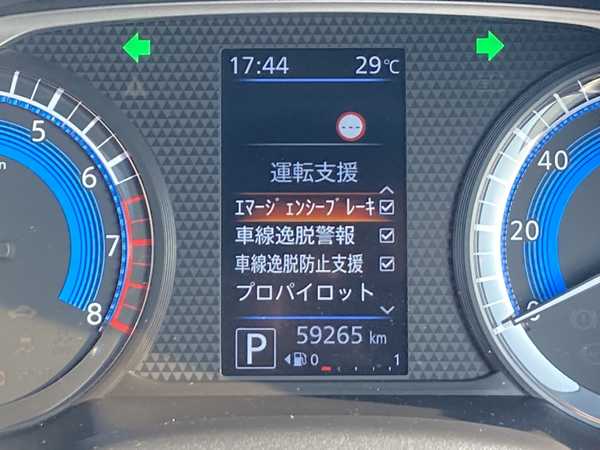 17:44 29℃
---
運転支援
ｴﾏｰｼﾞｪﾝｼｰﾌﾞﾚｰｷ
車線逸脱警報
車線逸脱防止支援
プロパイロット
P 59265 km
0 1
5
6
7
8
40
20
0